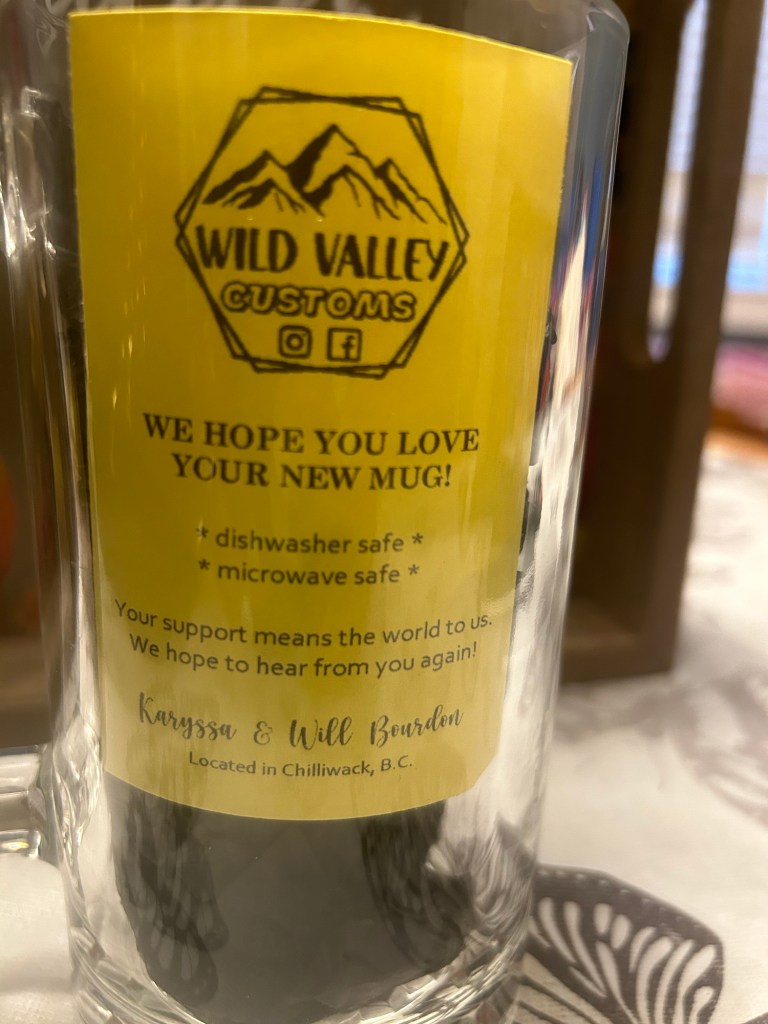 WILD VALLEY
CUSTOMS
WE HOPE YOU LOVE
YOUR NEW MUG!
* dishwasher safe *
* microwave safe *
Your support means the world to us.
We hope to hear from you again!
Karyssa & Will Bourdon
Located in Chilliwack, B.C.